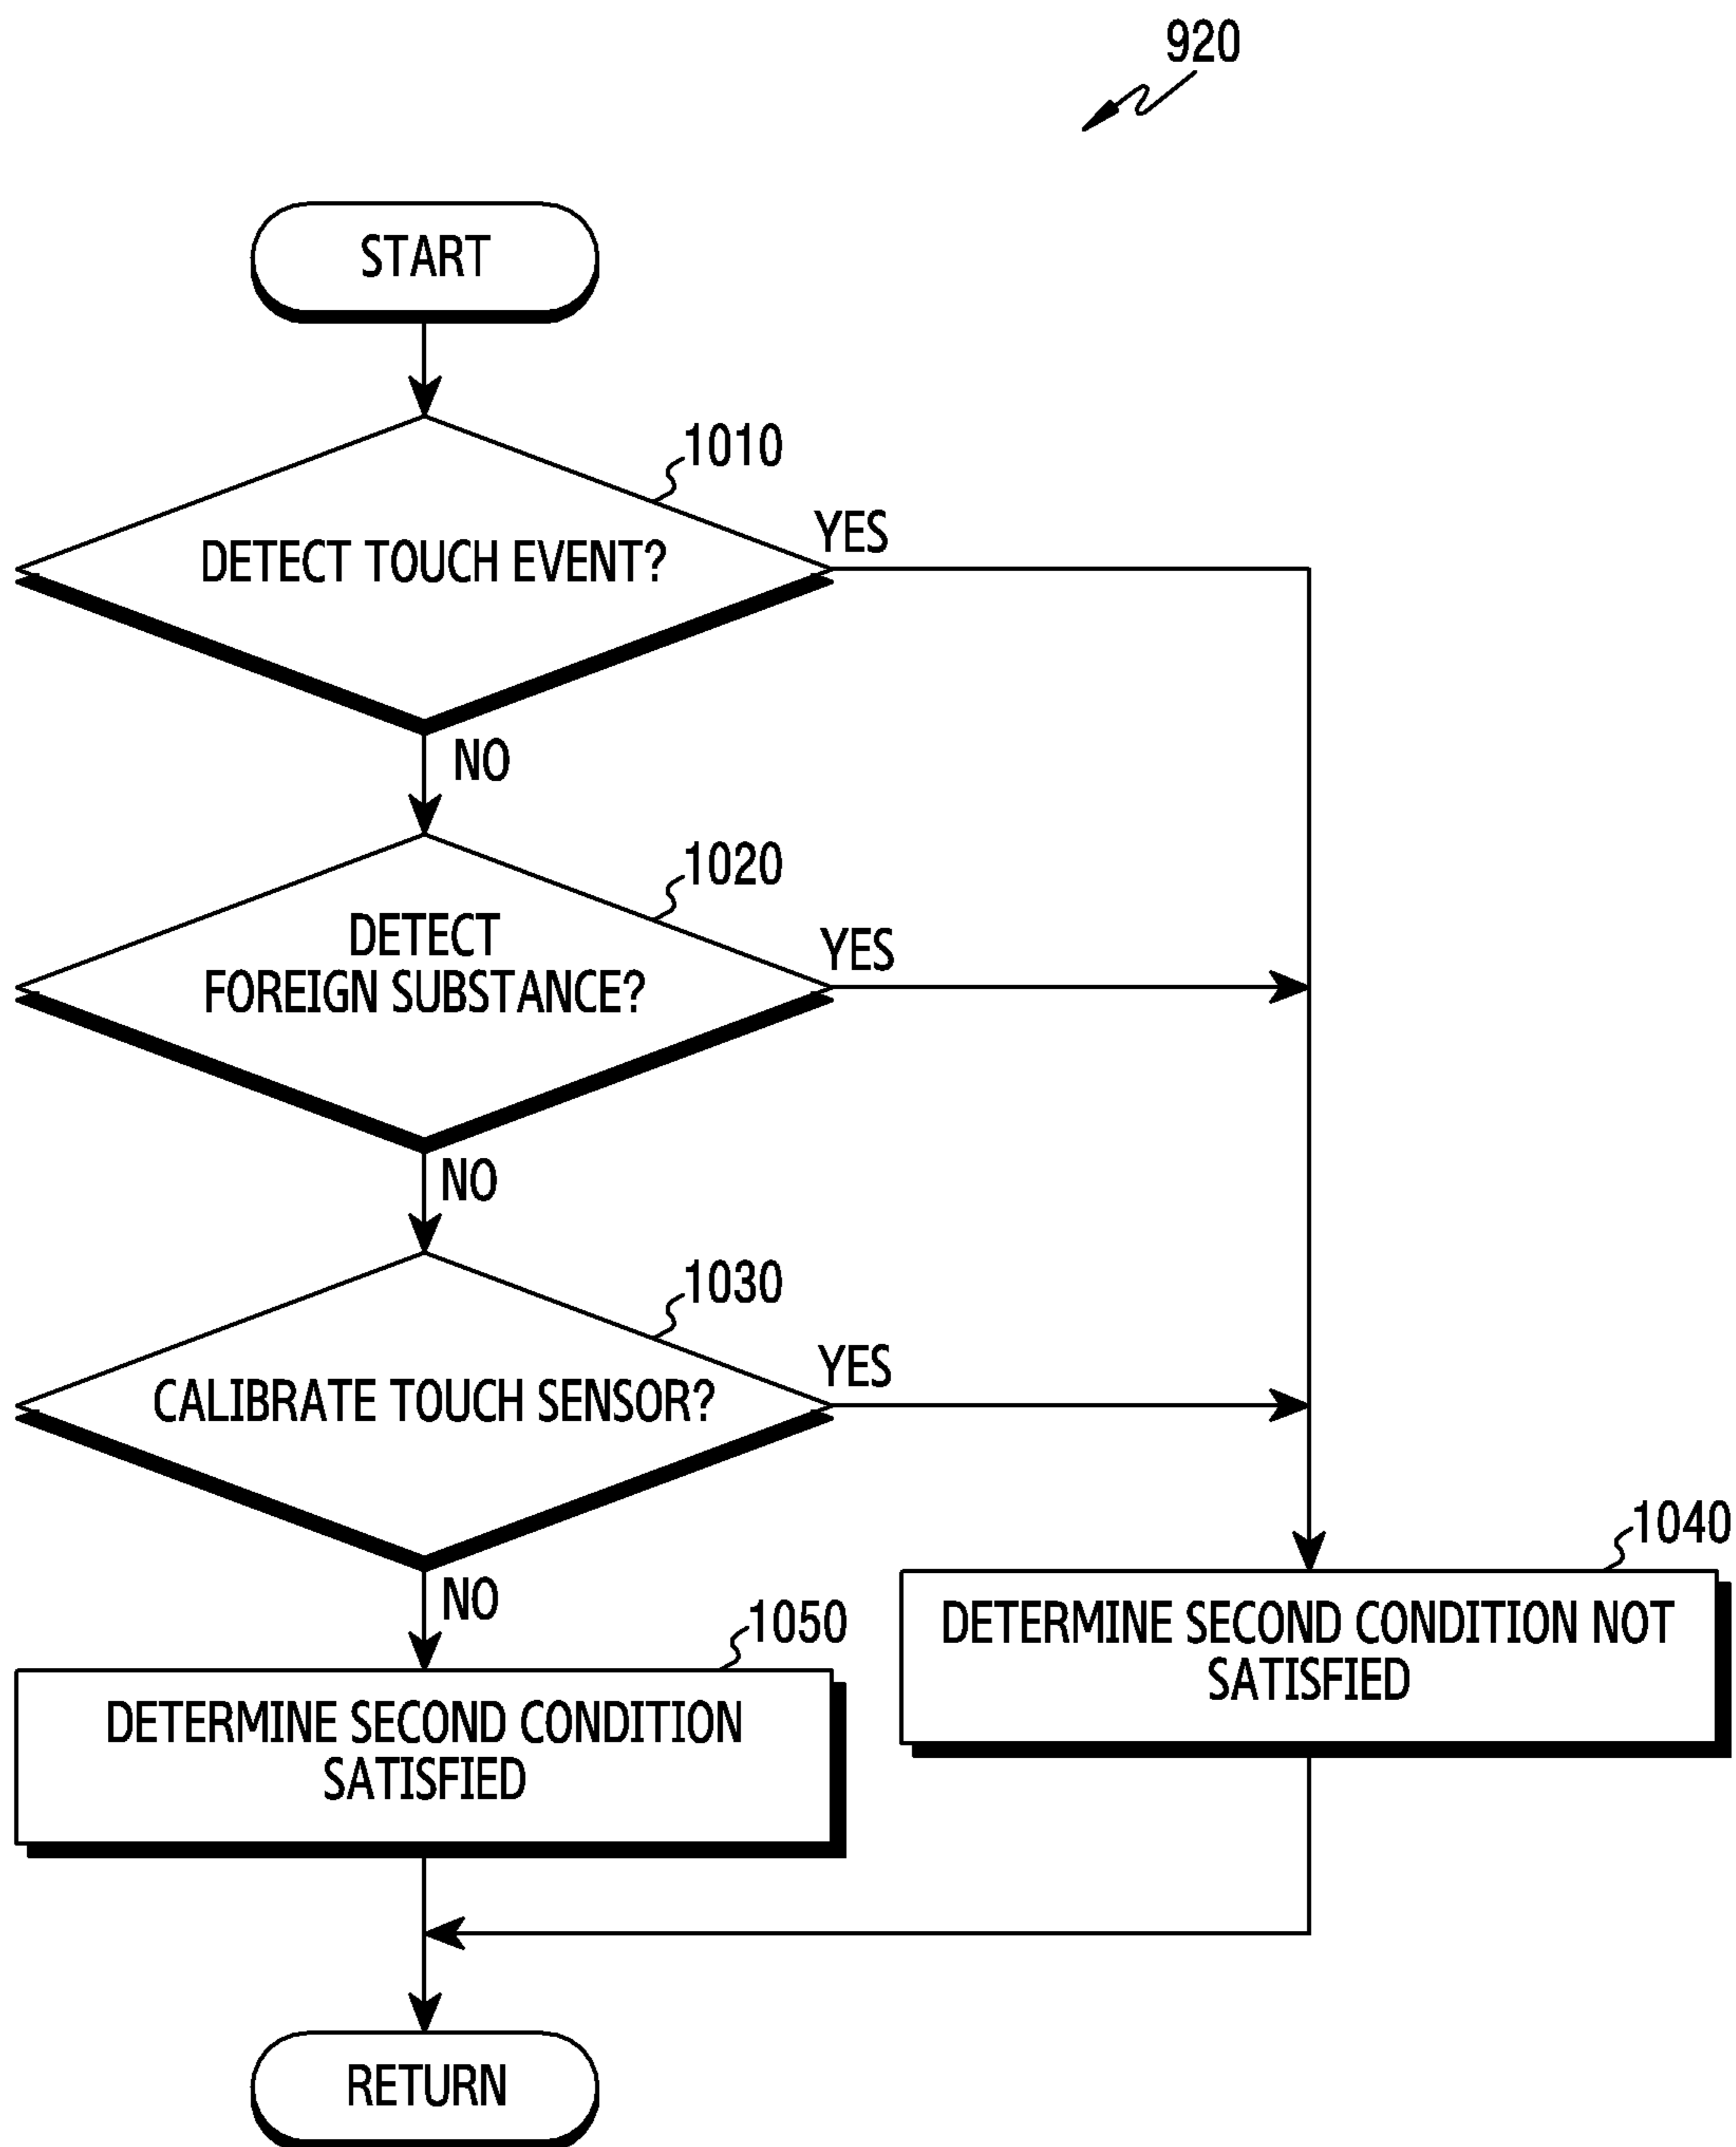 920
START
1010
DETECT TOUCH EVENT?
YES
NO
1020
DETECT
FOREIGN SUBSTANCE?
YES
NO
1030
CALIBRATE TOUCH SENSOR?
YES
NO
1040
DETERMINE SECOND CONDITION NOT
SATISFIED
1050
DETERMINE SECOND CONDITION
SATISFIED
RETURN